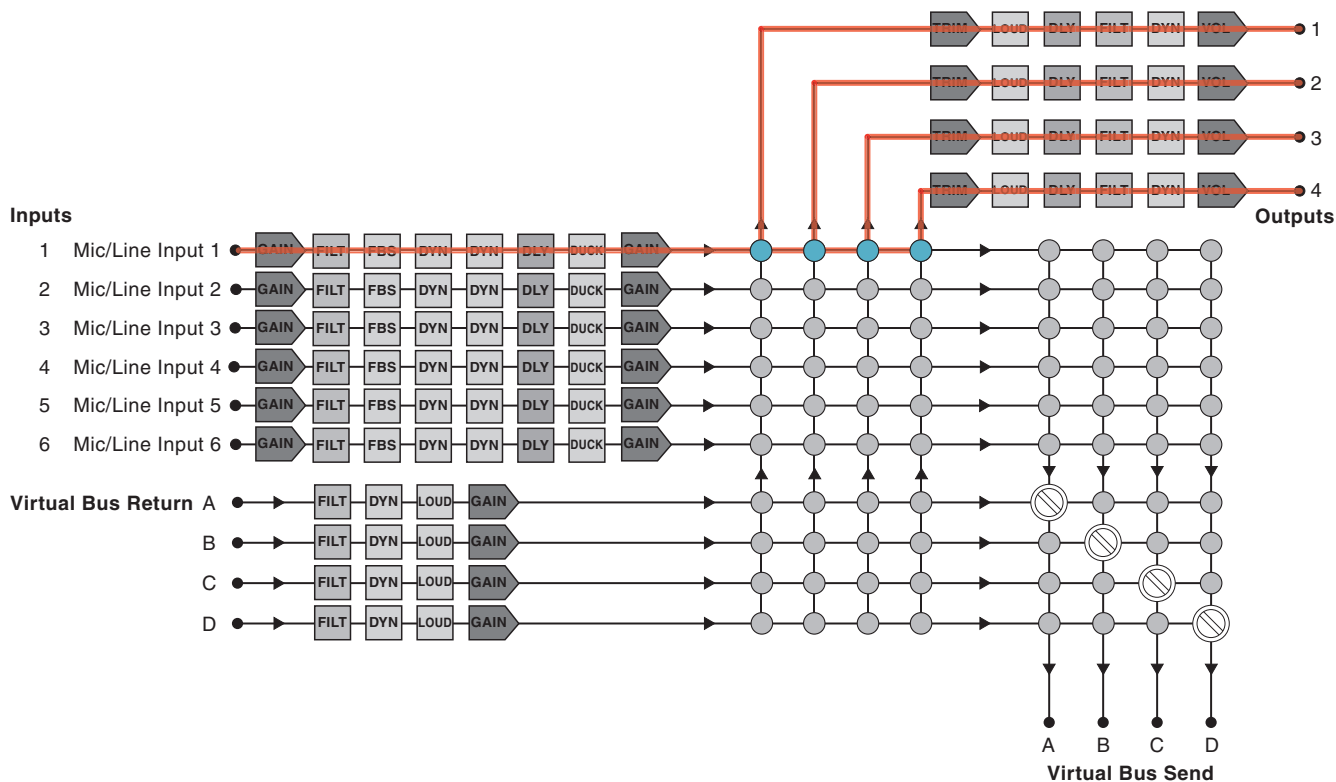 TRIM LOUD DLY FILT DYN VOL 1
TRIM LOUD DLY FILT DYN VOL 2
TRIM LOUD DLY FILT DYN VOL 3
TRIM LOUD DLY FILT DYN VOL 4
Inputs
Outputs
1 Mic/Line Input 1 GAIN FILT FBS DYN DYN DLY DUCK GAIN
2 Mic/Line Input 2 GAIN FILT FBS DYN DYN DLY DUCK GAIN
3 Mic/Line Input 3 GAIN FILT FBS DYN DYN DLY DUCK GAIN
4 Mic/Line Input 4 GAIN FILT FBS DYN DYN DLY DUCK GAIN
5 Mic/Line Input 5 GAIN FILT FBS DYN DYN DLY DUCK GAIN
6 Mic/Line Input 6 GAIN FILT FBS DYN DYN DLY DUCK GAIN
Virtual Bus Return A FILT DYN LOUD GAIN
B FILT DYN LOUD GAIN
C FILT DYN LOUD GAIN
D FILT DYN LOUD GAIN
A B C D
Virtual Bus Send